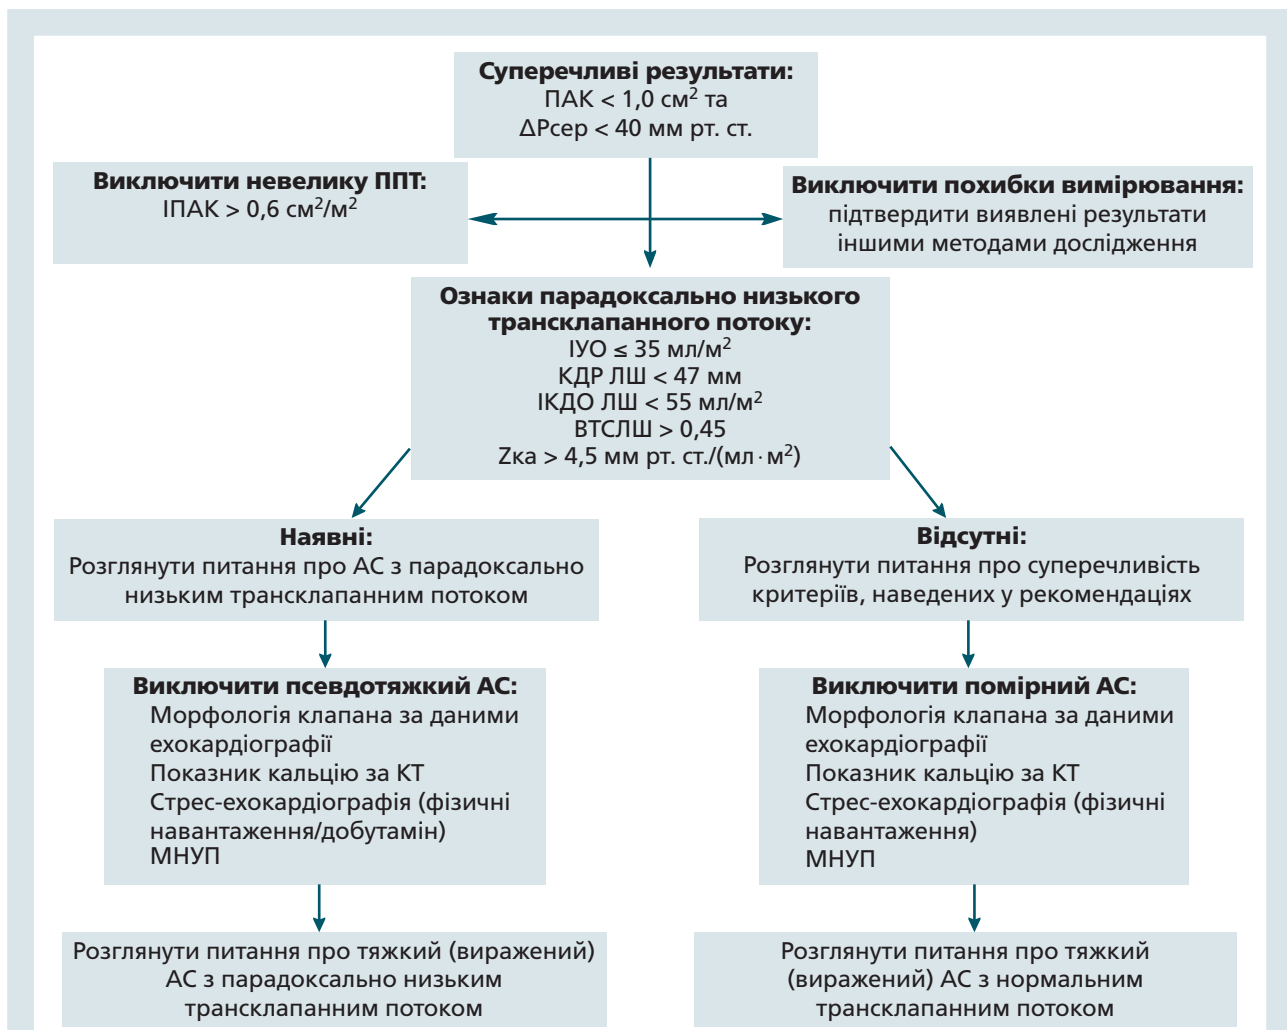 Суперечливі результати:
ПАК < 1,0 см² та
ΔPсер < 40 мм рт. ст.
Виключити невелику ППТ:
ІПАК > 0,6 см²/м²
Виключити похибки вимірювання:
підтвердити виявлені результати
іншими методами дослідження
Ознаки парадоксально низького
трансклапанного потоку:
ІУО ≤ 35 мл/м²
КДР ЛШ < 47 мм
ІКДО ЛШ < 55 мл/м²
ВТСЛШ > 0,45
Zка > 4,5 мм рт. ст./(мл · м²)
Наявні:
Розглянути питання про АС з парадоксально
низьким трансклапанним потоком
Відсутні:
Розглянути питання про суперечливість
критеріїв, наведених у рекомендаціях
Виключити псевдотяжкий АС:
Морфологія клапана за даними
ехокардіографії
Показник кальцію за КТ
Стрес-ехокардіографія (фізичні
навантаження/добутамін)
МНУП
Виключити помірний АС:
Морфологія клапана за даними
ехокардіографії
Показник кальцію за КТ
Стрес-ехокардіографія (фізичні
навантаження)
МНУП
Розглянути питання про тяжкий (виражений)
АС з парадоксально низьким
трансклапанним потоком
Розглянути питання про тяжкий
(виражений) АС з нормальним
трансклапанним потоком